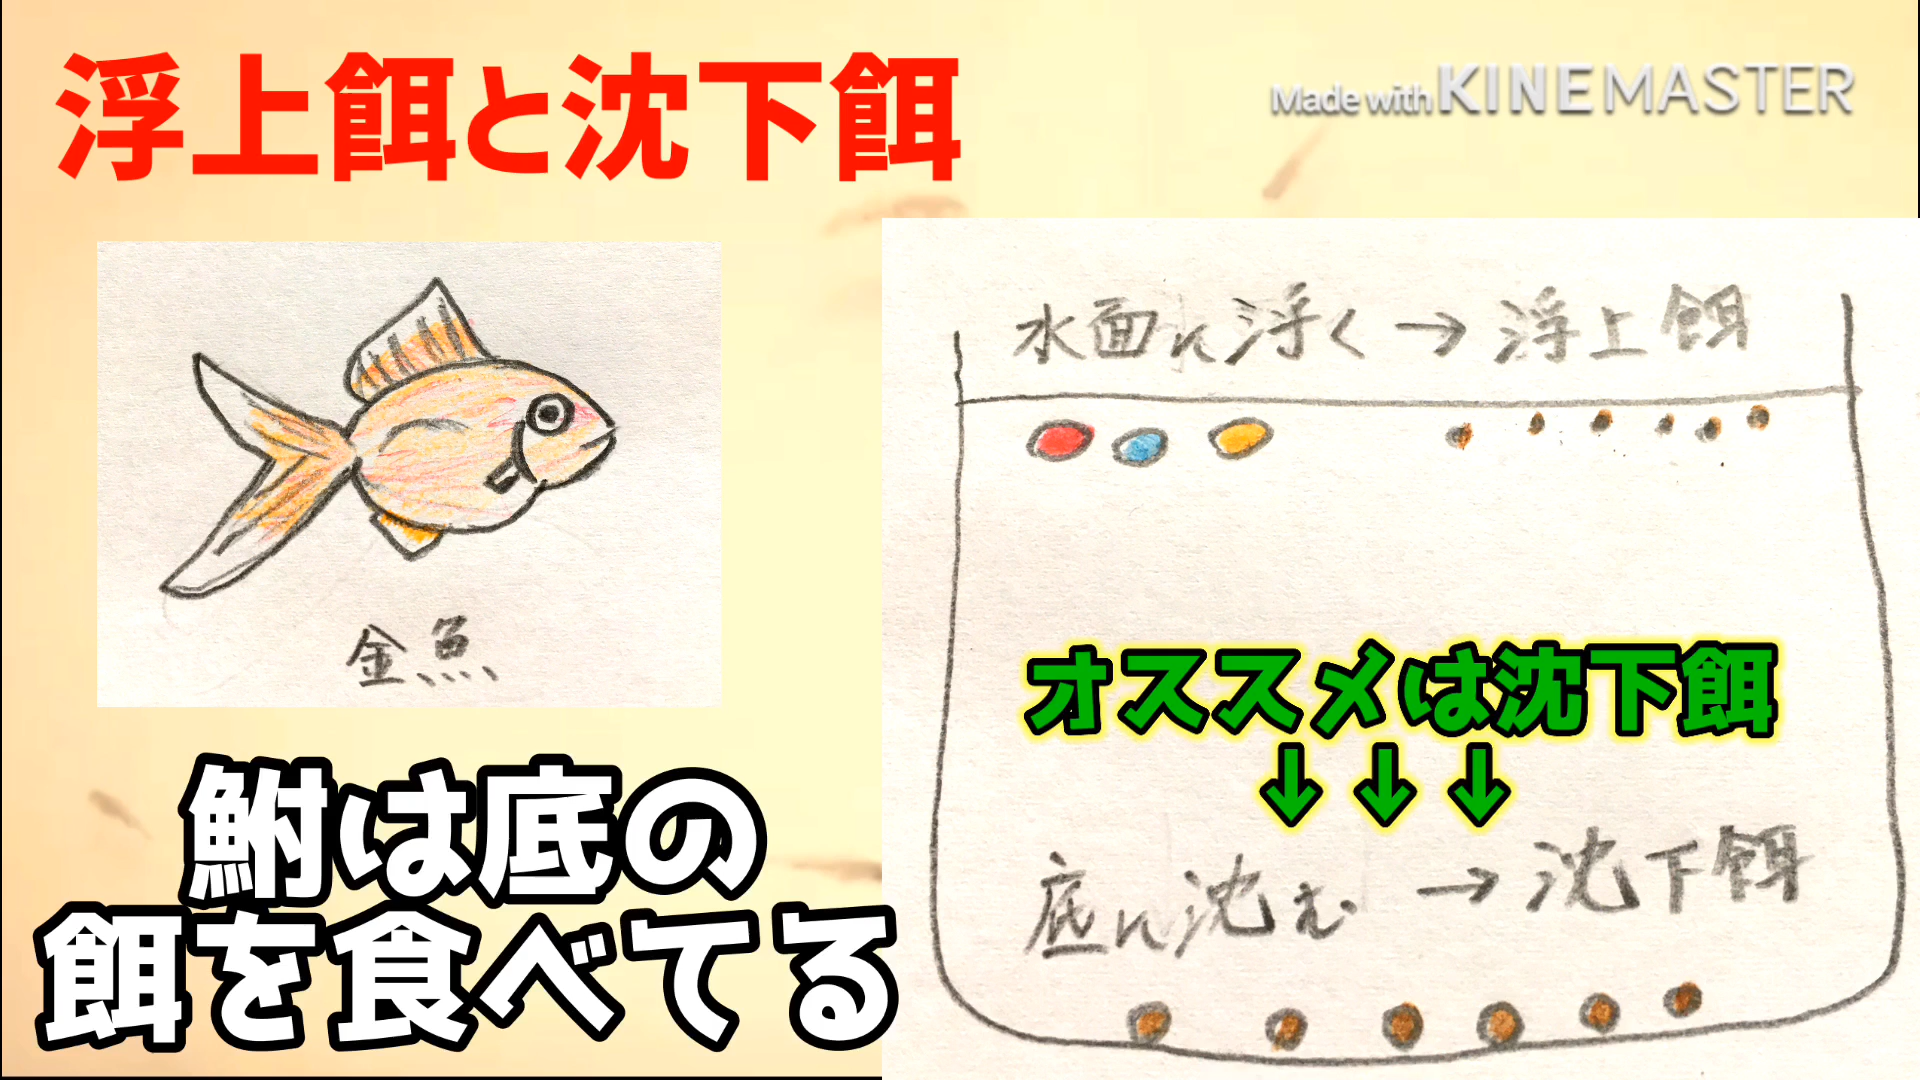 浮上餌と沈下餌
Made with KINEMASTER
水面に浮く→浮上餌
金魚
オススメは沈下餌
↓↓↓
鮒は底の
餌を食べてる
底に沈む→沈下餌